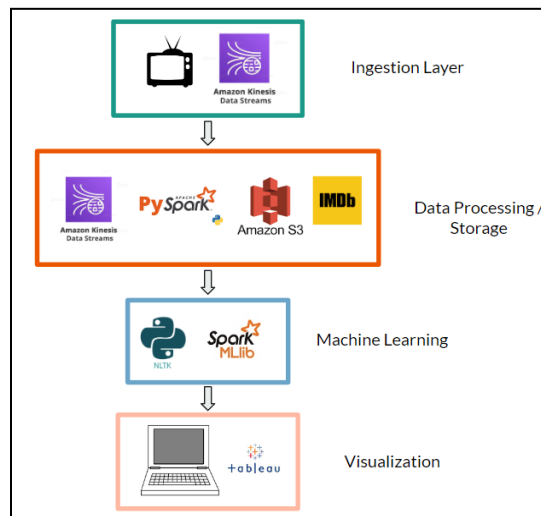 Amazon Kinesis
Data Streams
Ingestion Layer
Amazon Kinesis
Data Streams
APACHE
PySpark
Amazon S3
IMDb
Data Processing /
Storage
NLTK
Spark
MLlib
Machine Learning
+ableau
Visualization